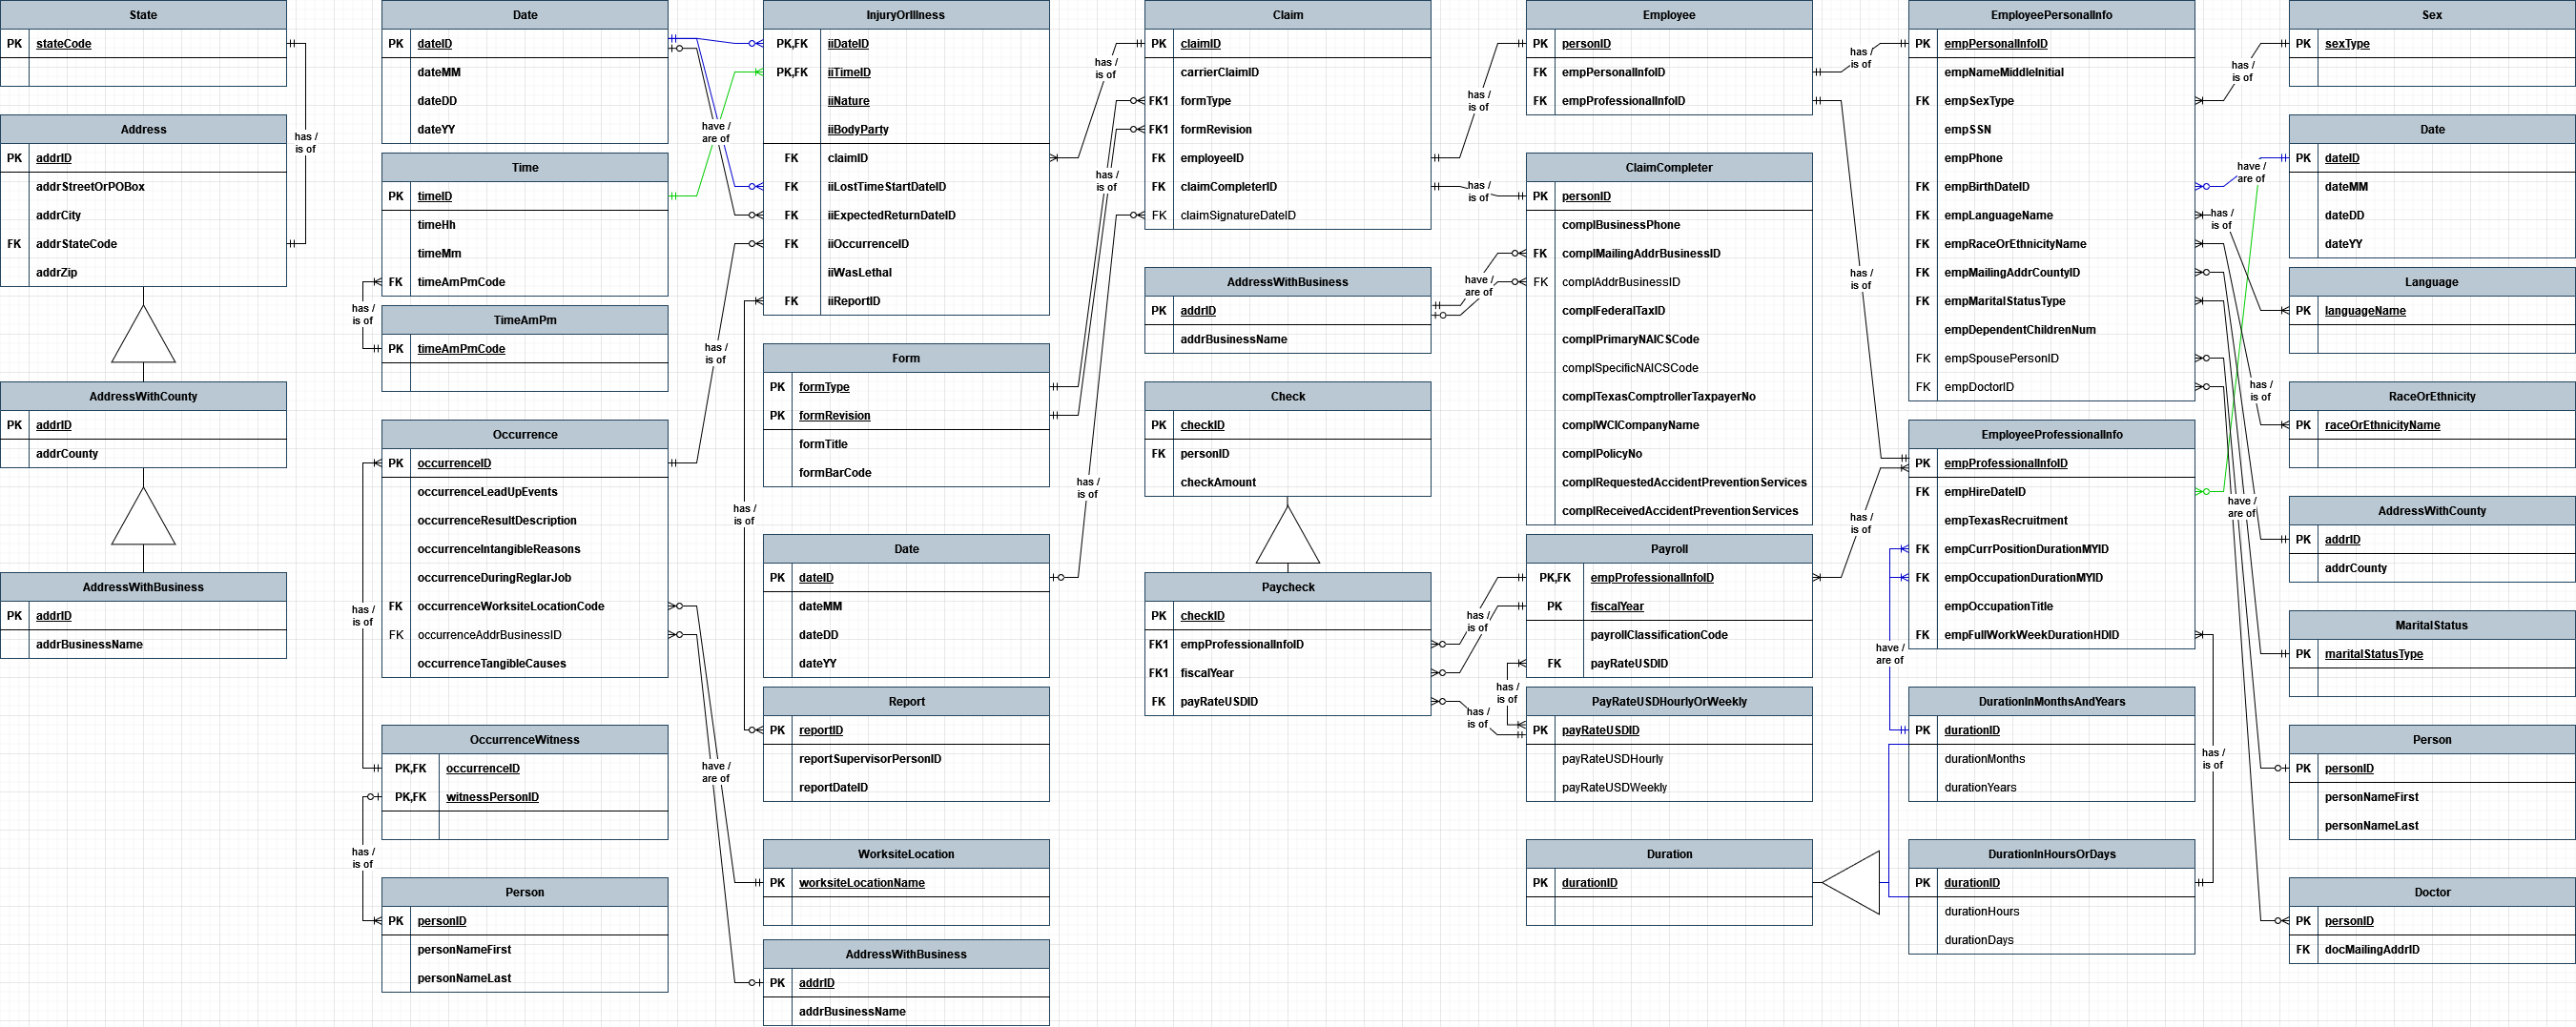 State
PK stateCode
Address
PK addrID
addrStreetOrPOBox
addrCity
FK addrStateCode
addrZip
has /
is of
AddressWithCounty
PK addrID
addrCounty
AddressWithBusiness
PK addrID
addrBusinessName
Date
PK dateID
dateMM
dateDD
dateYY
Time
PK timeID
timeHh
timeMm
FK timeAmPmCode
has /
is of
TimeAmPm
PK timeAmPmCode
Occurrence
PK occurrenceID
occurrenceLeadUpEvents
occurrenceResultDescription
occurrenceIntangibleReasons
occurrenceDuringReglarJob
FK occurrenceWorksiteLocationCode
FK occurrenceAddrBusinessID
occurrenceTangibleCauses
has /
is of
OccurrenceWitness
PK,FK occurrenceID
PK,FK witnessPersonID
has /
is of
Person
PK personID
personNameFirst
personNameLast
have /
are of
has /
is of
has /
is of
have /
are of
InjuryOrIllness
PK,FK iiDateID
PK,FK iiTimeID
iiNature
iiBodyParty
FK claimID
FK iiLostTimeStartDateID
FK iiExpectedReturnDateID
FK iiOccurrenceID
iiWasLethal
FK iiReportID
Form
PK formType
PK formRevision
formTitle
formBarCode
Date
PK dateID
dateMM
dateDD
dateYY
Report
PK reportID
reportSupervisorPersonID
reportDateID
WorksiteLocation
PK worksiteLocationName
AddressWithBusiness
PK addrID
addrBusinessName
has /
is of
has /
is of
has /
is of
Claim
PK claimID
carrierClaimID
FK1 formType
FK1 formRevision
FK employeeID
FK claimCompleterID
FK claimSignatureDateID
AddressWithBusiness
PK addrID
addrBusinessName
Check
PK checkID
FK personID
checkAmount
Paycheck
PK checkID
FK1 empProfessionalInfoID
FK1 fiscalYear
FK payRateUSDID
has /
is of
has /
is of
have /
are of
has /
is of
has /
is of
has /
is of
Employee
PK personID
FK empPersonalInfoID
FK empProfessionalInfoID
ClaimCompleter
PK personID
complBusinessPhone
FK complMailingAddrBusinessID
FK complAddrBusinessID
complFederalTaxID
complPrimaryNAICSCode
complSpecificNAICSCode
complTexasComptrollerTaxpayerNo
complWCICompanyName
complPolicyNo
complRequestedAccidentPreventionServices
complReceivedAccidentPreventionServices
Payroll
PK,FK empProfessionalInfoID
PK fiscalYear
payrollClassificationCode
FK payRateUSDID
PayRateUSDHourlyOrWeekly
PK payRateUSDID
payRateUSDHourly
payRateUSDWeekly
Duration
PK durationID
has /
is of
has /
is of
has /
is of
have /
are of
EmployeePersonalInfo
PK empPersonalInfoID
empNameMiddleInitial
FK empSexType
empSSN
empPhone
FK empBirthDateID
FK empLanguageName
FK empRaceOrEthnicityName
FK empMailingAddrCountyID
FK empMaritalStatusType
empDependentChildrenNum
FK empSpousePersonID
FK empDoctorID
EmployeeProfessionalInfo
PK empProfessionalInfoID
FK empHireDateID
empTexasRecruitment
FK empCurrPositionDurationMYID
FK empOccupationDurationMYID
empOccupationTitle
FK empFullWorkWeekDurationHDID
DurationInMonthsAndYears
PK durationID
durationMonths
durationYears
DurationInHoursOrDays
PK durationID
durationHours
durationDays
has /
is of
have /
are of
has /
is of
has /
is of
have /
are of
has /
is of
Sex
PK sexType
Date
PK dateID
dateMM
dateDD
dateYY
Language
PK languageName
RaceOrEthnicity
PK raceOrEthnicityName
AddressWithCounty
PK addrID
addrCounty
MaritalStatus
PK maritalStatusType
Person
PK personID
personNameFirst
personNameLast
Doctor
PK personID
FK docMailingAddrID